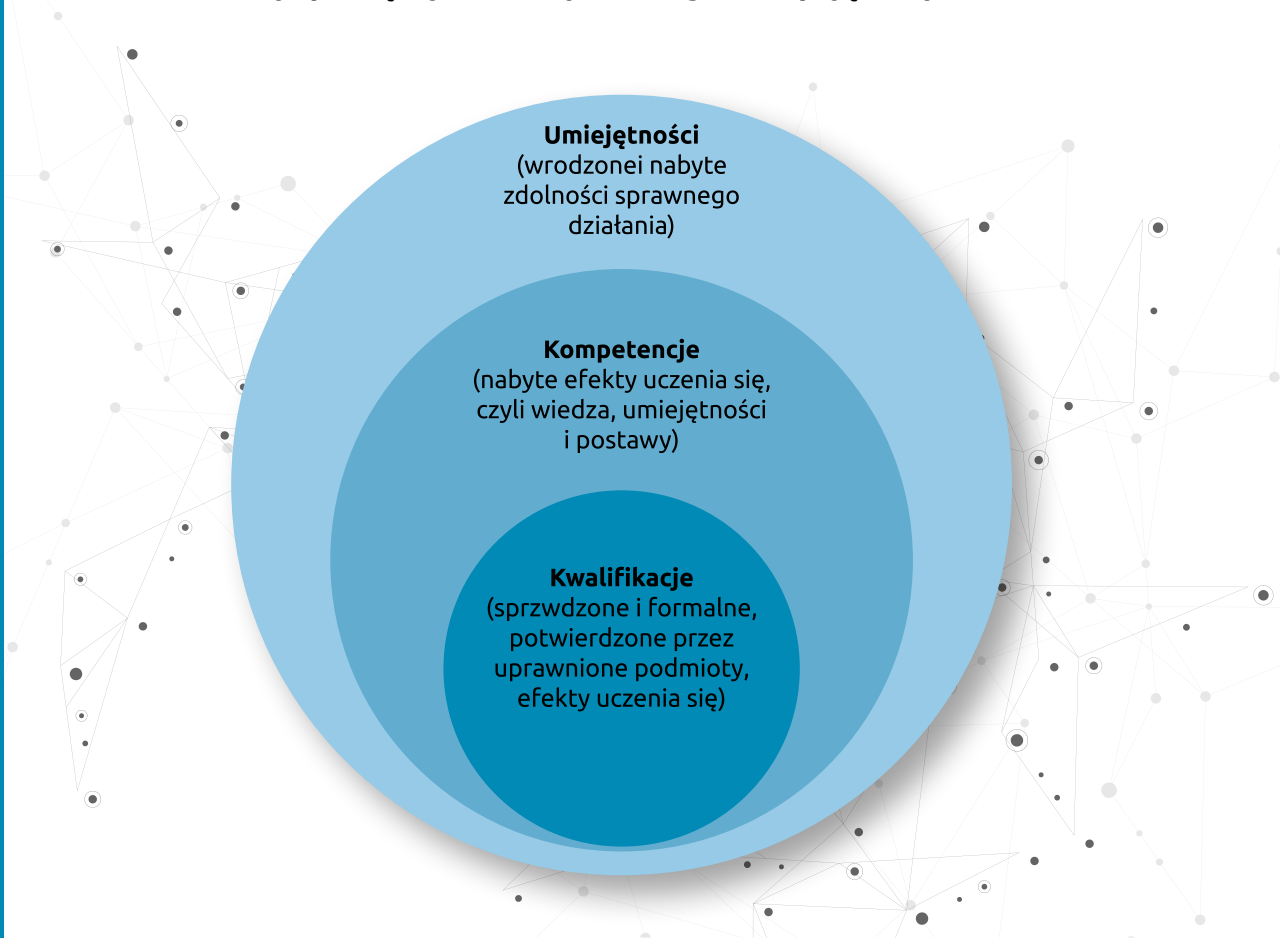 Umiejętności
(wrodzonei nabyte
zdolności sprawnego
działania)
Kompetencje
(nabyte efekty uczenia się,
czyli wiedza, umiejętności
i postawy)
Kwalifikacje
(sprzwdzone i formalne,
potwierdzone przez
uprawnione podmioty,
efekty uczenia się)